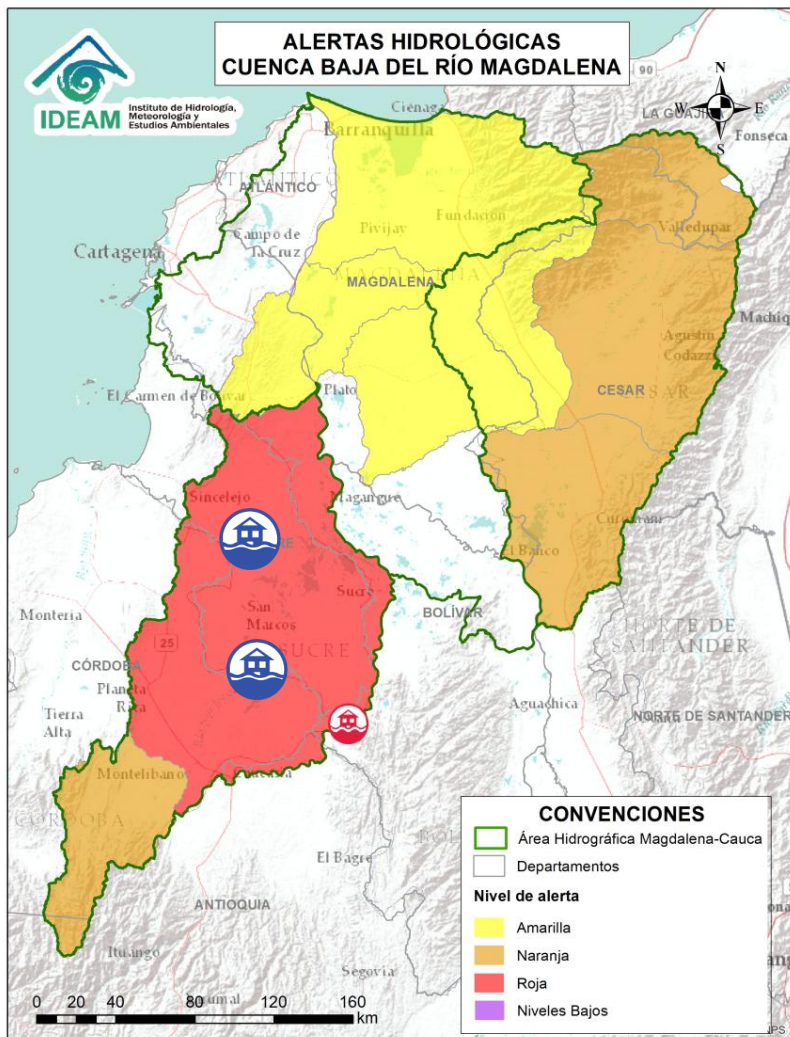 ALERTAS HIDROLÓGICAS
CUENCA BAJA DEL RÍO MAGDALENA
IDEAM
Instituto de Hidrología,
Meteorología y
Estudios Ambientales
90
N
W
E
S
Ciénaga
LA GUAJIRA
Fonseca
Barranquilla
ATLÁNTICO
Fundación
Pivijay
Valledupar
Campo de
La Cruz
Cartagena
MAGDALENA
MAGDALENA
Agustín
Codazzi
El Carmen de Bolívar
Plato
CESAR
CESAR
Sincelejo
Magangué
El Banco
Sucre
BOLÍVAR
San
Marcos
Montería
SUCRE
NORTE DE
SANTANDER
25
CÓRDOBA
Planeta
Rica
Aguachica
Tierra
Alta
NORTE DE SANTANDER
Montelíbano
CÓRDOBA
El Bagre
ANTIOQUIA
Ituango
Segovia
CONVENCIONES
Área Hidrográfica Magdalena-Cauca
Departamentos
Nivel de alerta
Amarilla
Naranja
Roja
Niveles Bajos
0 20 40 80 120 160
km